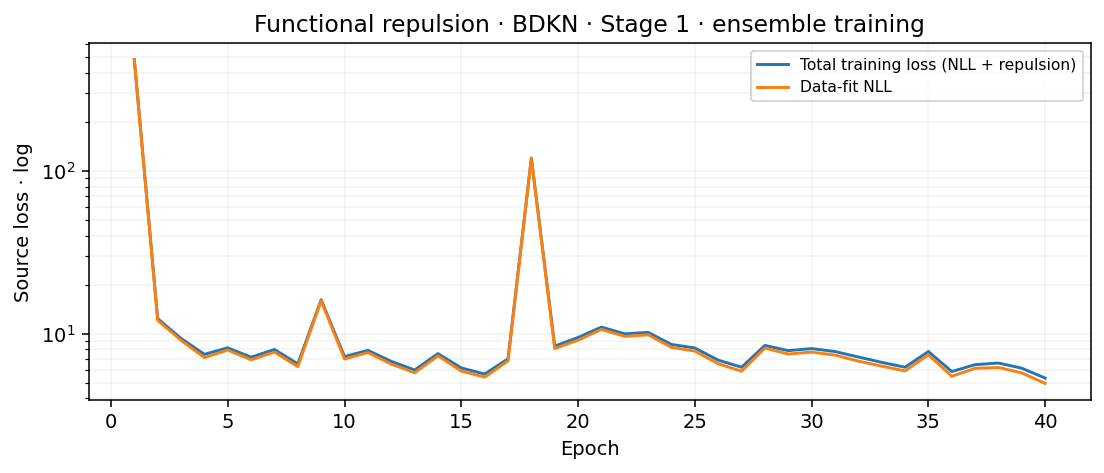 Functional repulsion · BDKN · Stage 1 · ensemble training
Total training loss (NLL + repulsion)
Data-fit NLL
Source loss · log
10²
10¹
0 5 10 15 20 25 30 35 40
Epoch